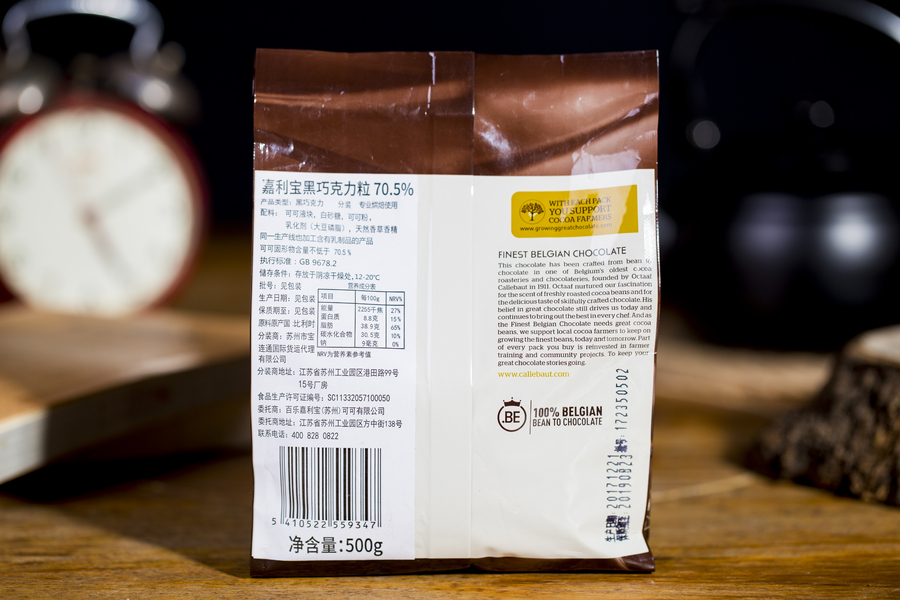 嘉利宝黑巧克力粒 70.5%
产品类型：黑巧克力 分装 专业烘焙使用
配料：可可液块，白砂糖，可可粉，
乳化剂（大豆磷脂），天然香草香精
同一生产线也加工含有乳制品的产品
可可固形物含量不低于 70.5%
执行标准：GB 9678.2
储存条件：存放于阴凉干燥处,12-20℃
批号：见包装
生产日期：见包装
保质期至：见包装
原料原产国：比利时
分装商：苏州市宝
连通国际货运代理
有限公司
营养成分表
项目 每100g NRV%
能量 2255千焦 27%
蛋白质 8.8克 15%
脂肪 38.9克 65%
碳水化合物 30.5克 10%
钠 9毫克 0%
NRV为营养素参考值
分装商地址：江苏省苏州工业园区港田路99号
15号厂房
食品生产许可证编号：SC11332057100050
委托商：百乐嘉利宝(苏州)可可有限公司
委托商地址：江苏省苏州工业园区方中街138号
联系电话：400 828 0822
5 410522 559347
净含量:500g
WITH EACH PACK
YOU SUPPORT
COCOA FARMERS
www.growinggreatchocolate.com
FINEST BELGIAN CHOCOLATE
This chocolate has been crafted from bean to
chocolate in one of Belgium's oldest cocoa
roasteries and chocolateries, founded by Octaaf
Callebaut in 1911. Octaaf nurtured our fascination
for the scent of freshly roasted cocoa beans and for
the delicious taste of skilfully crafted chocolate. His
belief in great chocolate still drives us today and
continues to bring out the best in every chef. And as
the Finest Belgian Chocolate needs great cocoa
beans, we support local cocoa farmers to keep on
growing the finest beans, today and tomorrow. Part
of every pack you buy is reinvested in farmer
training and community projects. To keep your
great chocolate stories going.
www.callebaut.com
.BE
100% BELGIAN
BEAN TO CHOCOLATE
生产日期: 20171221 批号: 172350502
20190823